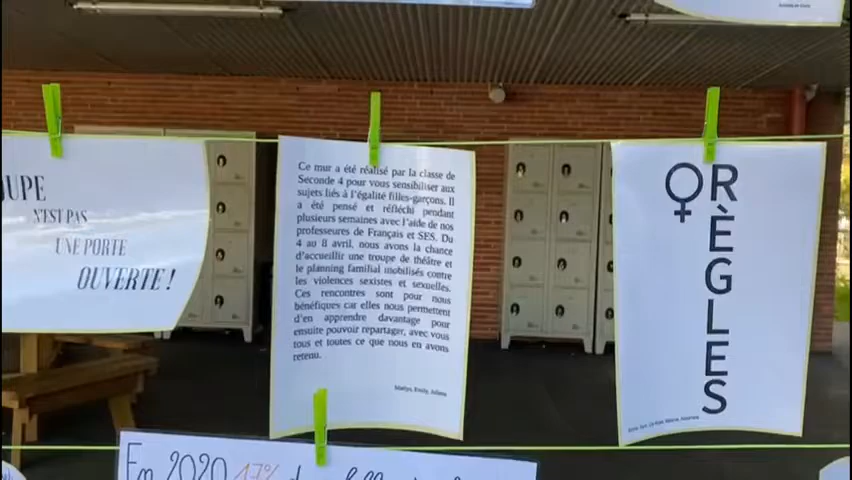 UPE
N'EST PAS
UNE PORTE
OUVERTE !
Ce mur a été réalisé par la classe de
Seconde 4 pour vous sensibiliser aux
sujets liés à l'égalité filles-garçons. Il
a été pensé et réfléchi pendant
plusieurs semaines avec l'aide de nos
professeures de Français et SES. Du
4 au 8 avril, nous avons la chance
d'accueillir une troupe de théâtre et
le planning familial mobilisés contre
les violences sexistes et sexuelles.
Ces rencontres sont pour nous
bénéfiques car elles nous permettent
d'en apprendre davantage pour
ensuite pouvoir repartager, avec vous
tous et toutes ce que nous en avons
retenu.
♀
RÈGLES
En 2020 17%